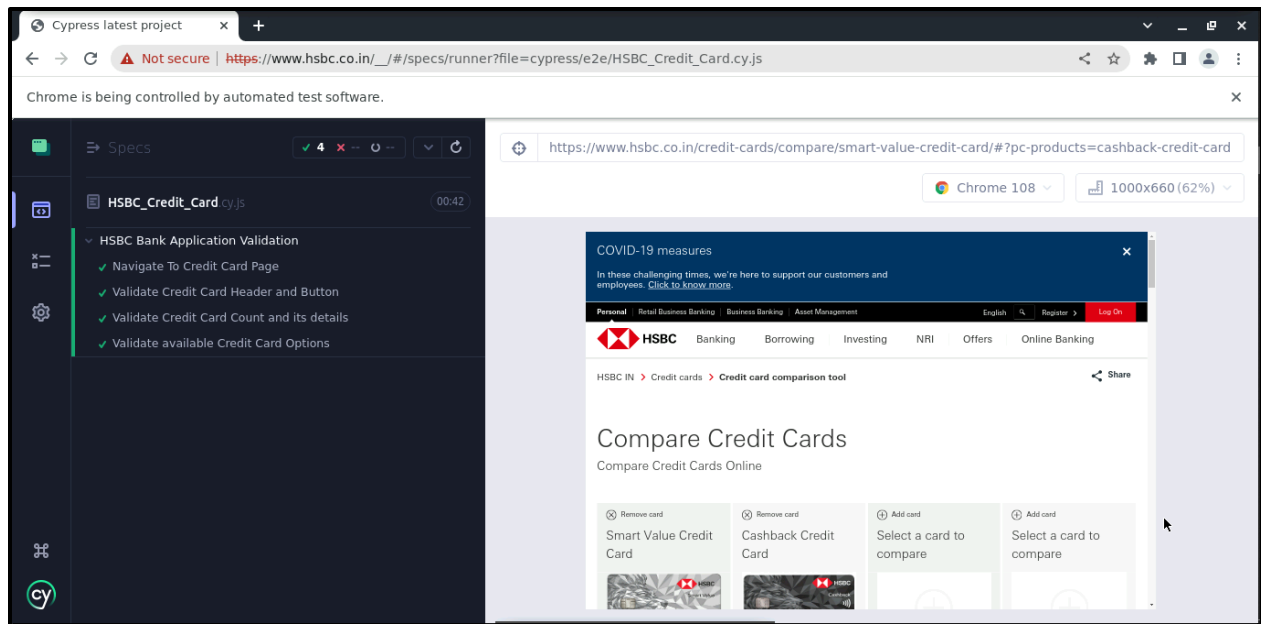 Cypress latest project
Not secure https://www.hsbc.co.in/__/#/specs/runner?file=cypress/e2e/HSBC_Credit_Card.cy.js
Chrome is being controlled by automated test software.
Specs
4 -- --
HSBC_Credit_Card.cy.js 00:42
HSBC Bank Application Validation
Navigate To Credit Card Page
Validate Credit Card Header and Button
Validate Credit Card Count and its details
Validate available Credit Card Options
cy
https://www.hsbc.co.in/credit-cards/compare/smart-value-credit-card/#?pc-products=cashback-credit-card
Chrome 108 1000x660 (62%)
COVID-19 measures
In these challenging times, we're here to support our customers and
employees. Click to know more.
Personal Retail Business Banking Business Banking Asset Management English Register Log On
HSBC Banking Borrowing Investing NRI Offers Online Banking
HSBC IN Credit cards Credit card comparison tool Share
Compare Credit Cards
Compare Credit Cards Online
Remove card Remove card Add card Add card
Smart Value Credit Cashback Credit Select a card to Select a card to
Card Card compare compare
HSBC HSBC
Smart Value Cashback